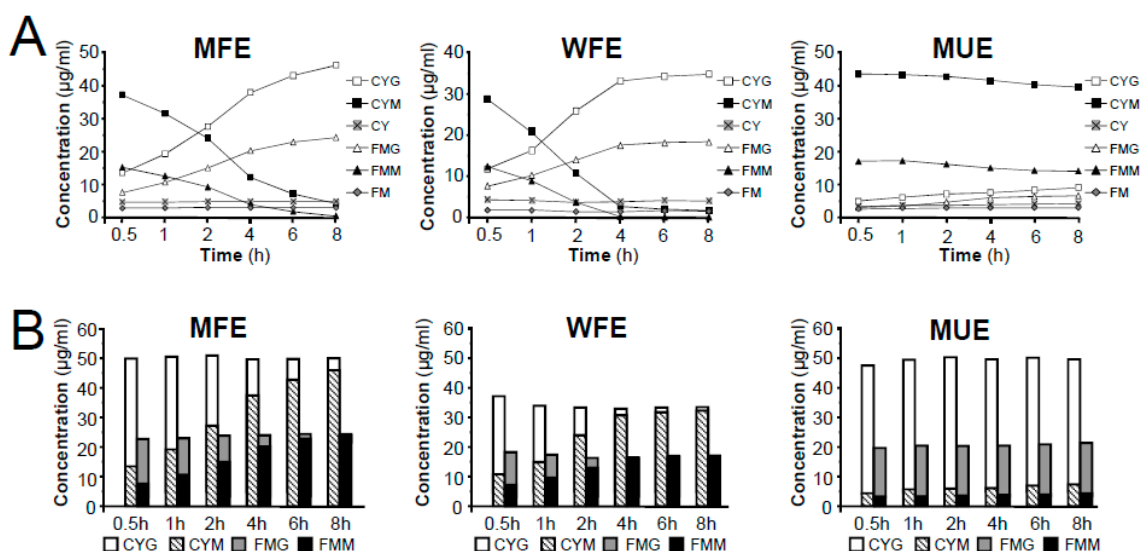 A
MFE
WFE
MUE
Concentration (µg/ml)
50
40
30
20
10
0
0.5 1 2 4 6 8
Time (h)
CYG
CYM
CY
FMG
FMM
FM
Concentration (µg/ml)
40
30
20
10
0
0.5 1 2 4 6 8
Time (h)
CYG
CYM
CY
FMG
FMM
FM
Concentration (µg/ml)
50
40
30
20
10
0
0.5 1 2 4 6 8
Time (h)
CYG
CYM
CY
FMG
FMM
FM
B
MFE
WFE
MUE
Concentration (µg/ml)
60
50
40
30
20
10
0
0.5h 1h 2h 4h 6h 8h
CYG CYM FMG FMM
Concentration (µg/ml)
60
50
40
30
20
10
0
0.5h 1h 2h 4h 6h 8h
CYG CYM FMG FMM
Concentration (µg/ml)
60
50
40
30
20
10
0
0.5h 1h 2h 4h 6h 8h
CYG CYM FMG FMM